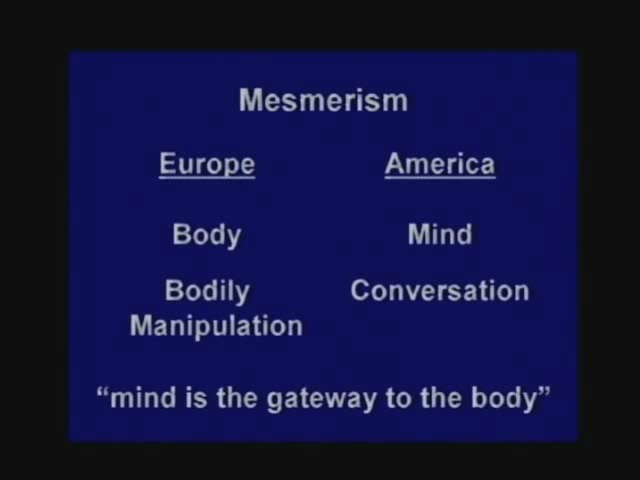 Mesmerism
Europe America
Body Mind
Bodily Conversation
Manipulation
“mind is the gateway to the body”